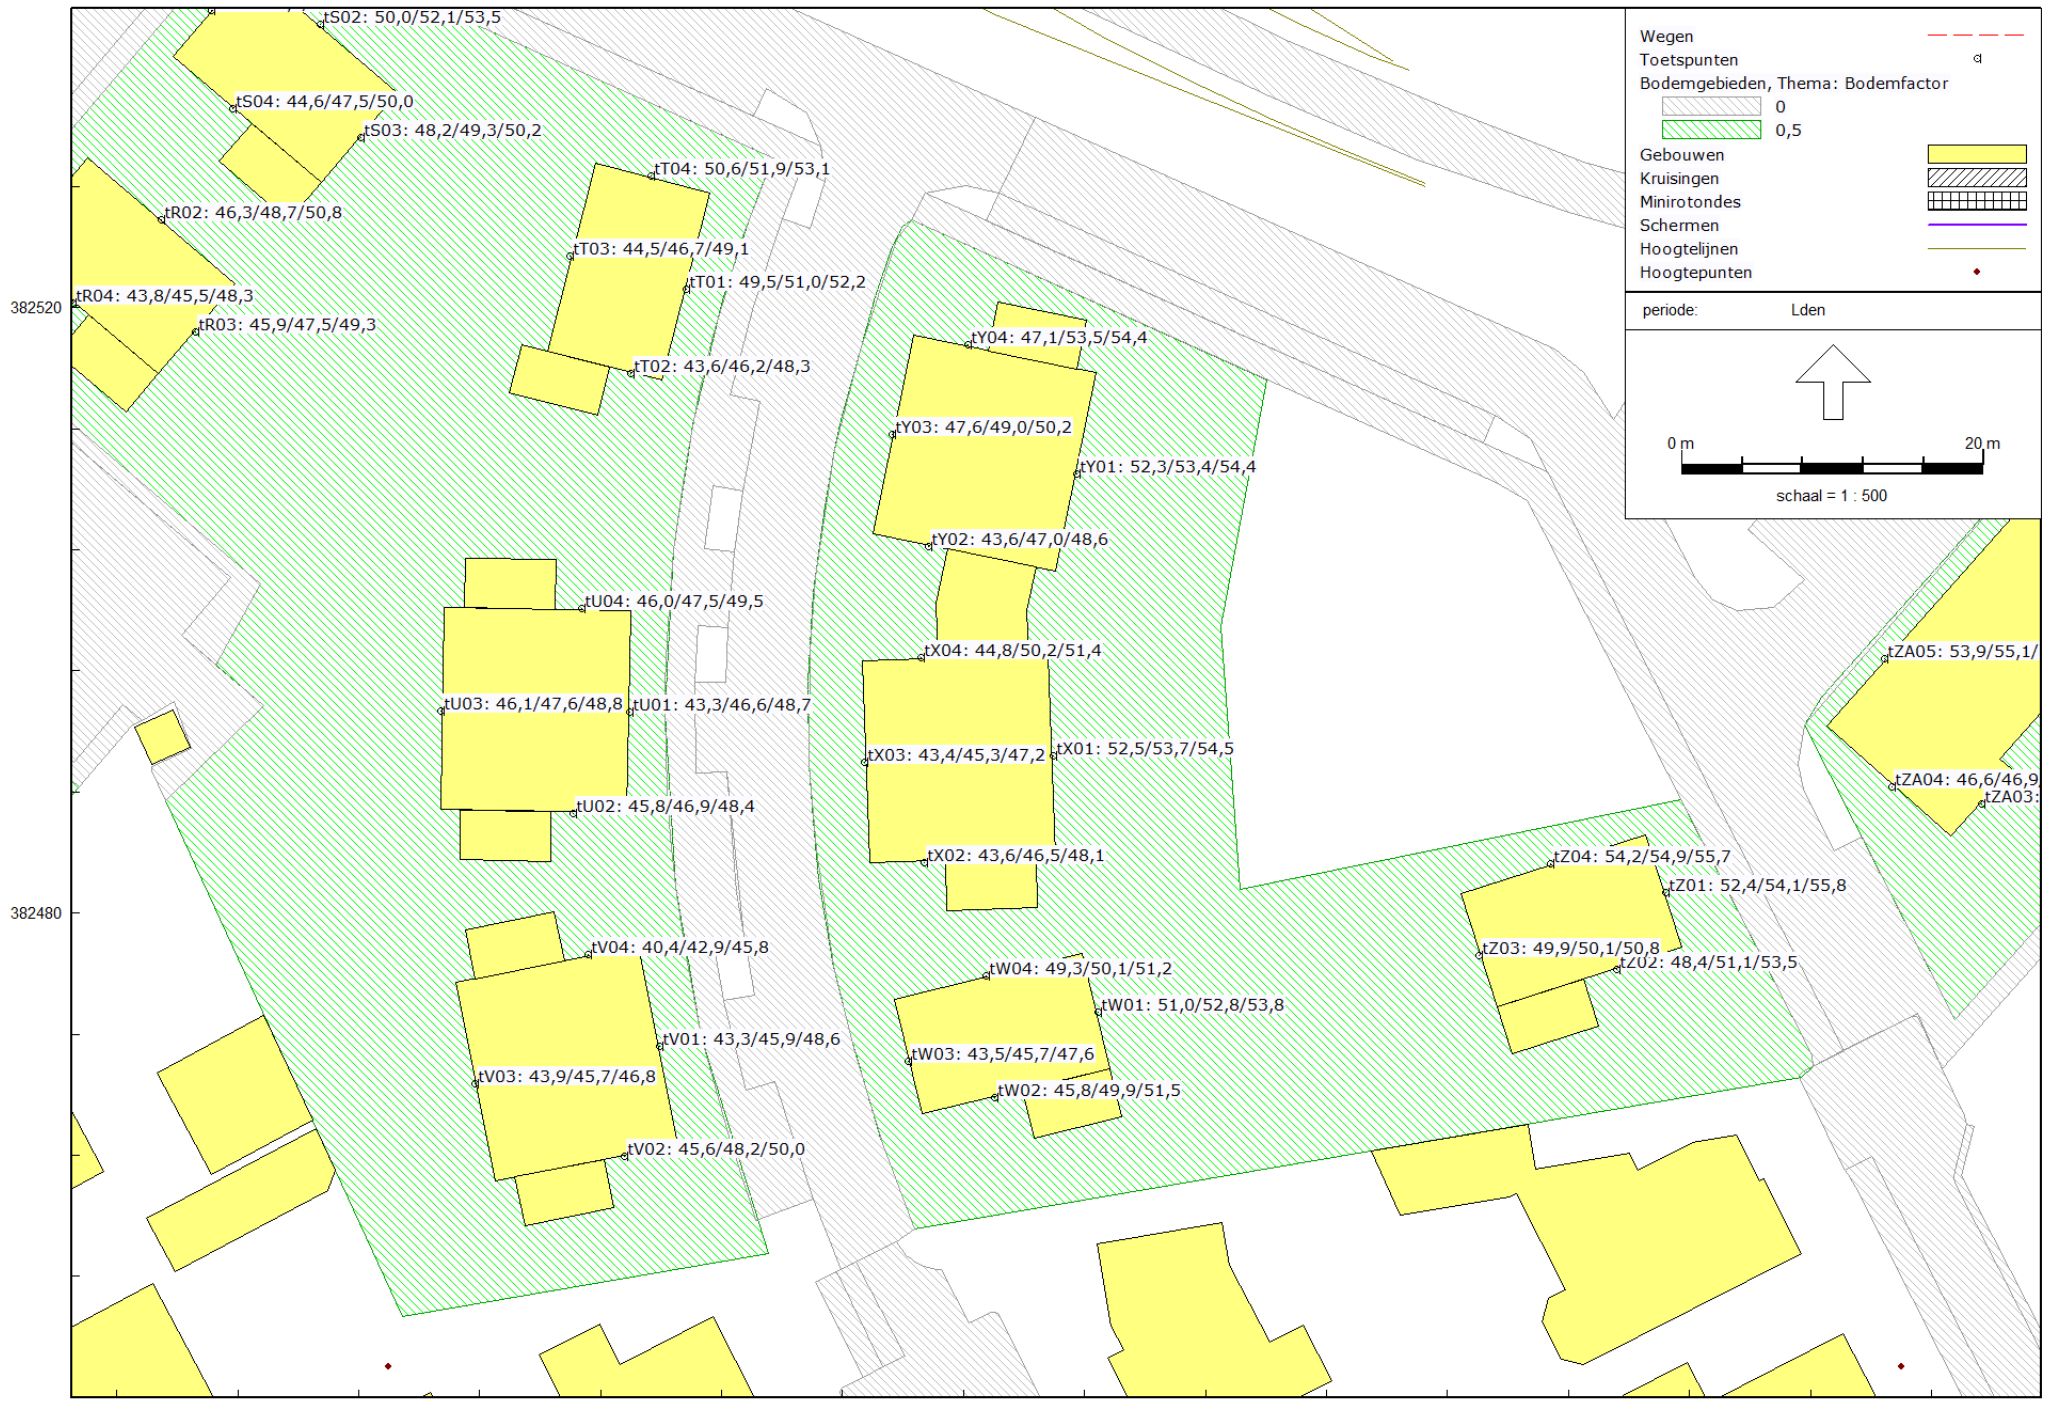 tS02: 50,0/52,1/53,5
tS04: 44,6/47,5/50,0
tS03: 48,2/49,3/50,2
tT04: 50,6/51,9/53,1
tR02: 46,3/48,7/50,8
tT03: 44,5/46,7/49,1
tT01: 49,5/51,0/52,2
tR04: 43,8/45,5/48,3
382520
tR03: 45,9/47,5/49,3
tY04: 47,1/53,5/54,4
tT02: 43,6/46,2/48,3
tY03: 47,6/49,0/50,2
tY01: 52,3/53,4/54,4
tY02: 43,6/47,0/48,6
tU04: 46,0/47,5/49,5
tX04: 44,8/50,2/51,4
tZA05: 53,9/55,1/
tU03: 46,1/47,6/48,8
tU01: 43,3/46,6/48,7
tX03: 43,4/45,3/47,2
tX01: 52,5/53,7/54,5
tZA04: 46,6/46,9
tZA03:
tU02: 45,8/46,9/48,4
tX02: 43,6/46,5/48,1
tZ04: 54,2/54,9/55,7
tZ01: 52,4/54,1/55,8
382480
tV04: 40,4/42,9/45,8
tZ03: 49,9/50,1/50,8
tZ02: 48,4/51,1/53,5
tW04: 49,3/50,1/51,2
tW01: 51,0/52,8/53,8
tV01: 43,3/45,9/48,6
tW03: 43,5/45,7/47,6
tV03: 43,9/45,7/46,8
tW02: 45,8/49,9/51,5
tV02: 45,6/48,2/50,0
Wegen
Toetspunten
Bodemgebieden, Thema: Bodemfactor
0
0,5
Gebouwen
Kruisingen
Minirotondes
Schermen
Hoogtelijnen
Hoogtepunten
periode: Lden
0 m 20 m
schaal = 1 : 500